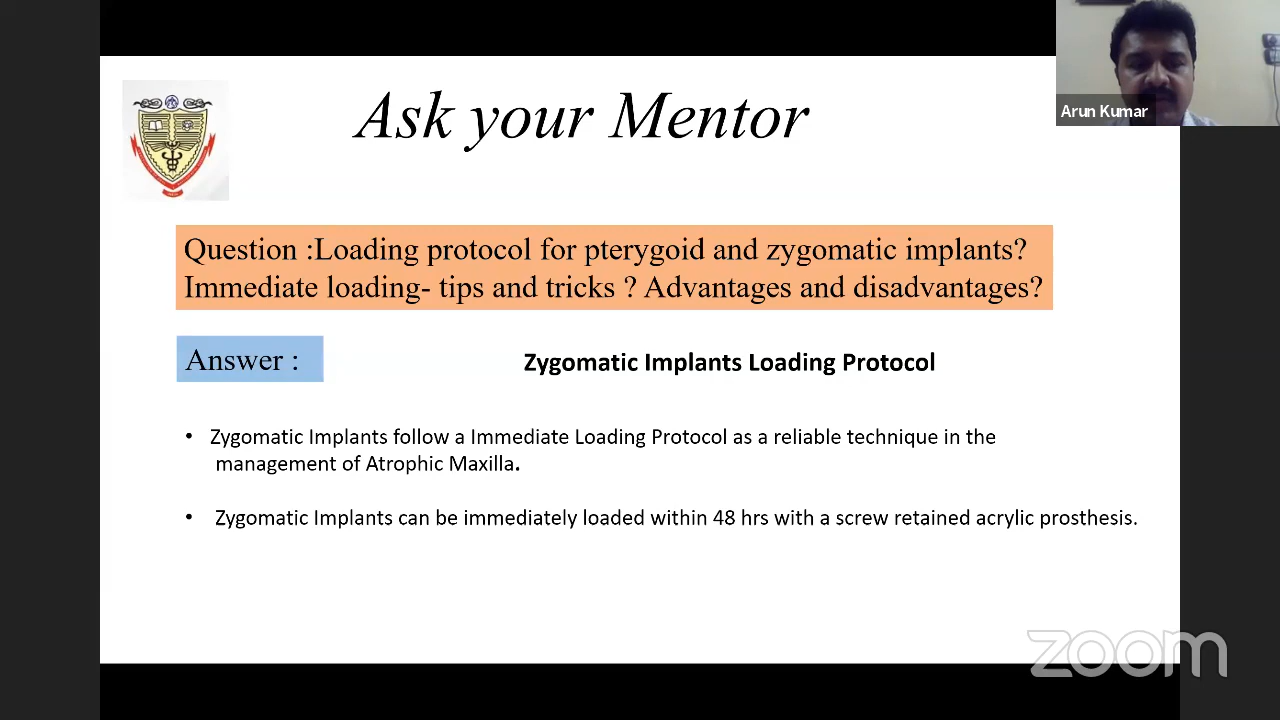 Ask your Mentor
Arun Kumar
Question :Loading protocol for pterygoid and zygomatic implants?
Immediate loading- tips and tricks ? Advantages and disadvantages?
Answer :
Zygomatic Implants Loading Protocol
• Zygomatic Implants follow a Immediate Loading Protocol as a reliable technique in the
management of Atrophic Maxilla.
• Zygomatic Implants can be immediately loaded within 48 hrs with a screw retained acrylic prosthesis.
zoom